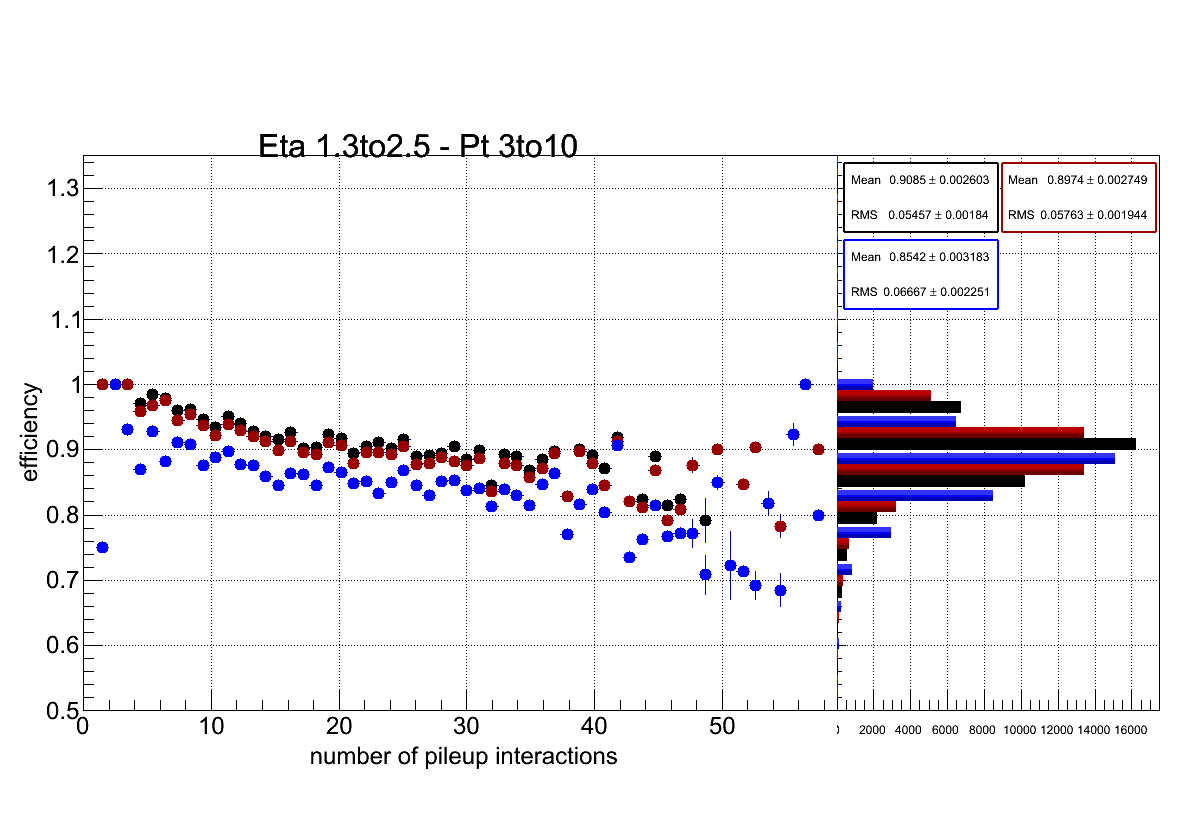 Eta 1.3to2.5 - Pt 3to10
1.3
1.2
1.1
1
0.9
0.8
0.7
0.6
0.5
efficiency
0 10 20 30 40 50
number of pileup interactions
Mean 0.9085 ± 0.002603
RMS 0.05457 ± 0.00184
Mean 0.8974 ± 0.002749
RMS 0.05763 ± 0.001944
Mean 0.8542 ± 0.003183
RMS 0.06667 ± 0.002251
2000 4000 6000 8000 10000 12000 14000 16000